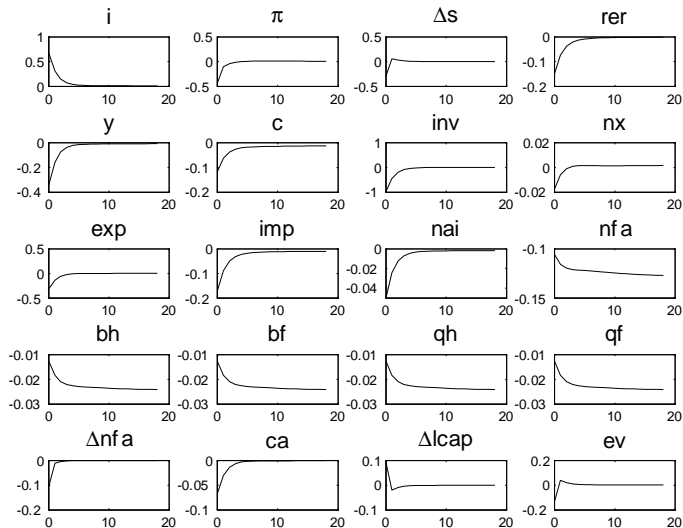 i π Δs rer
1 0.5 0.5 0
0.5 0 0 -0.1
0 -0.5 -0.5 -0.2
0 10 20 0 10 20 0 10 20 0 10 20
y c inv nx
0 0 1 0.02
-0.2 -0.1 0 0
-0.4 -0.2 -1 -0.02
0 10 20 0 10 20 0 10 20 0 10 20
exp imp nai nfa
0.5 0 0 -0.1
0 -0.1 -0.02
-0.5 -0.2 -0.04 -0.15
0 10 20 0 10 20 0 10 20 0 10 20
bh bf qh qf
-0.01 -0.01 -0.01 -0.01
-0.02 -0.02 -0.02 -0.02
-0.03 -0.03 -0.03 -0.03
0 10 20 0 10 20 0 10 20 0 10 20
Δnfa ca Δlcap ev
0 0 0.1 0.2
-0.1 -0.05 0 0
-0.2 -0.1 -0.1 -0.2
0 10 20 0 10 20 0 10 20 0 10 20